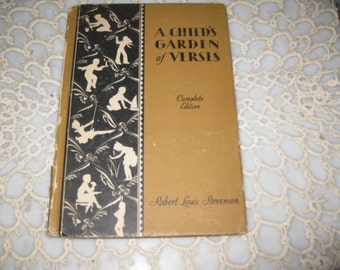 A CHILD'S
GARDEN
of VERSES
Complete
Edition
Robert Louis Stevenson